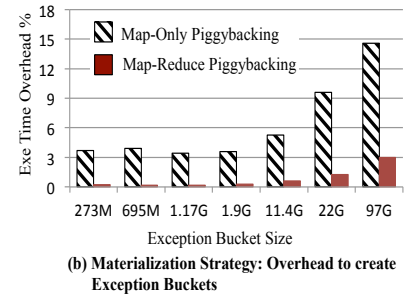 18
15
12
9
6
3
0
Exe Time Overhead %
Map-Only Piggybacking
Map-Reduce Piggybacking
273M 695M 1.17G 1.9G 11.4G 22G 97G
Exception Bucket Size
(b) Materialization Strategy: Overhead to create
Exception Buckets